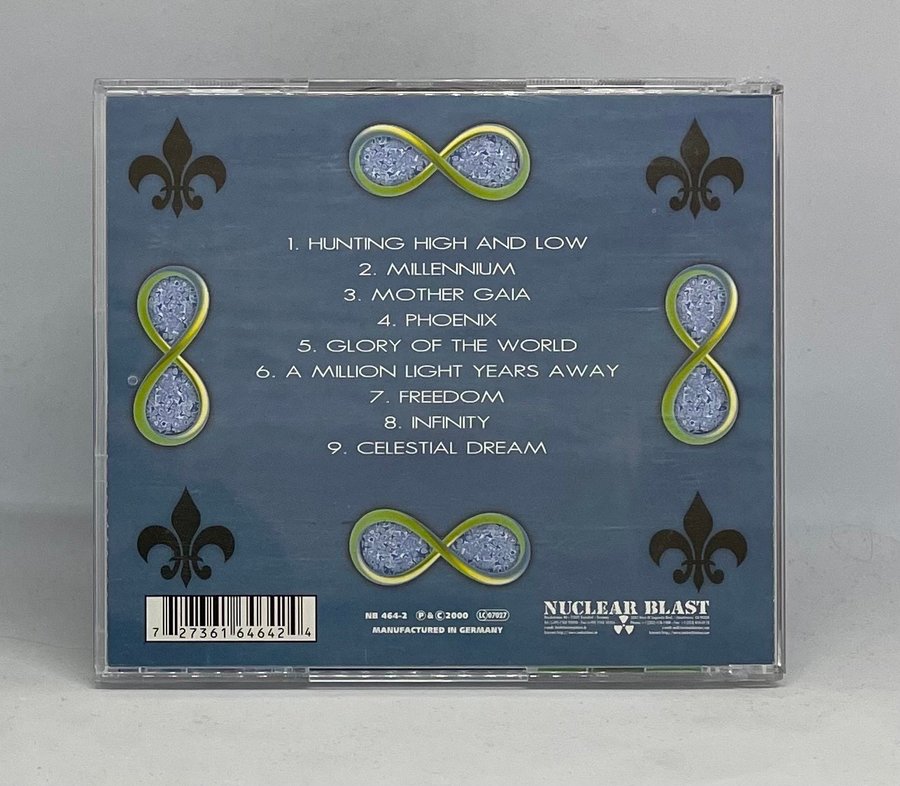 1. HUNTING HIGH AND LOW
2. MILLENNIUM
3. MOTHER GAIA
4. PHOENIX
5. GLORY OF THE WORLD
6. A MILLION LIGHT YEARS AWAY
7. FREEDOM
8. INFINITY
9. CELESTIAL DREAM
7 27361 64642 4
NB 464-2 Ⓟ & © 2000 LC 07027
MANUFACTURED IN GERMANY
NUCLEAR BLAST